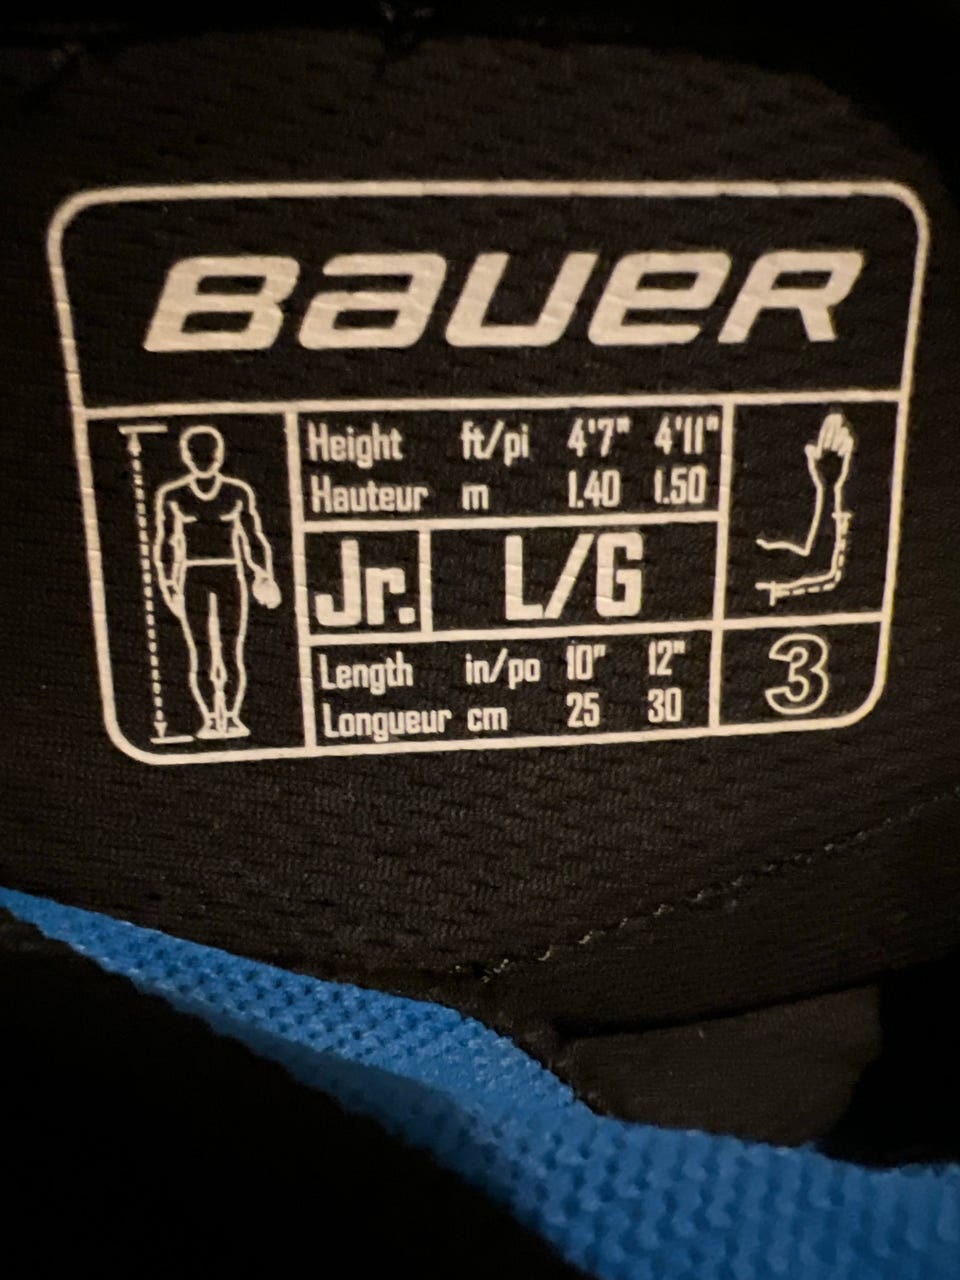 BAUER
Height ft/pi 4'7" 4'11"
Hauteur m 1.40 1.50
Jr. L/G
Length in/po 10" 12"
Longueur cm 25 30
3